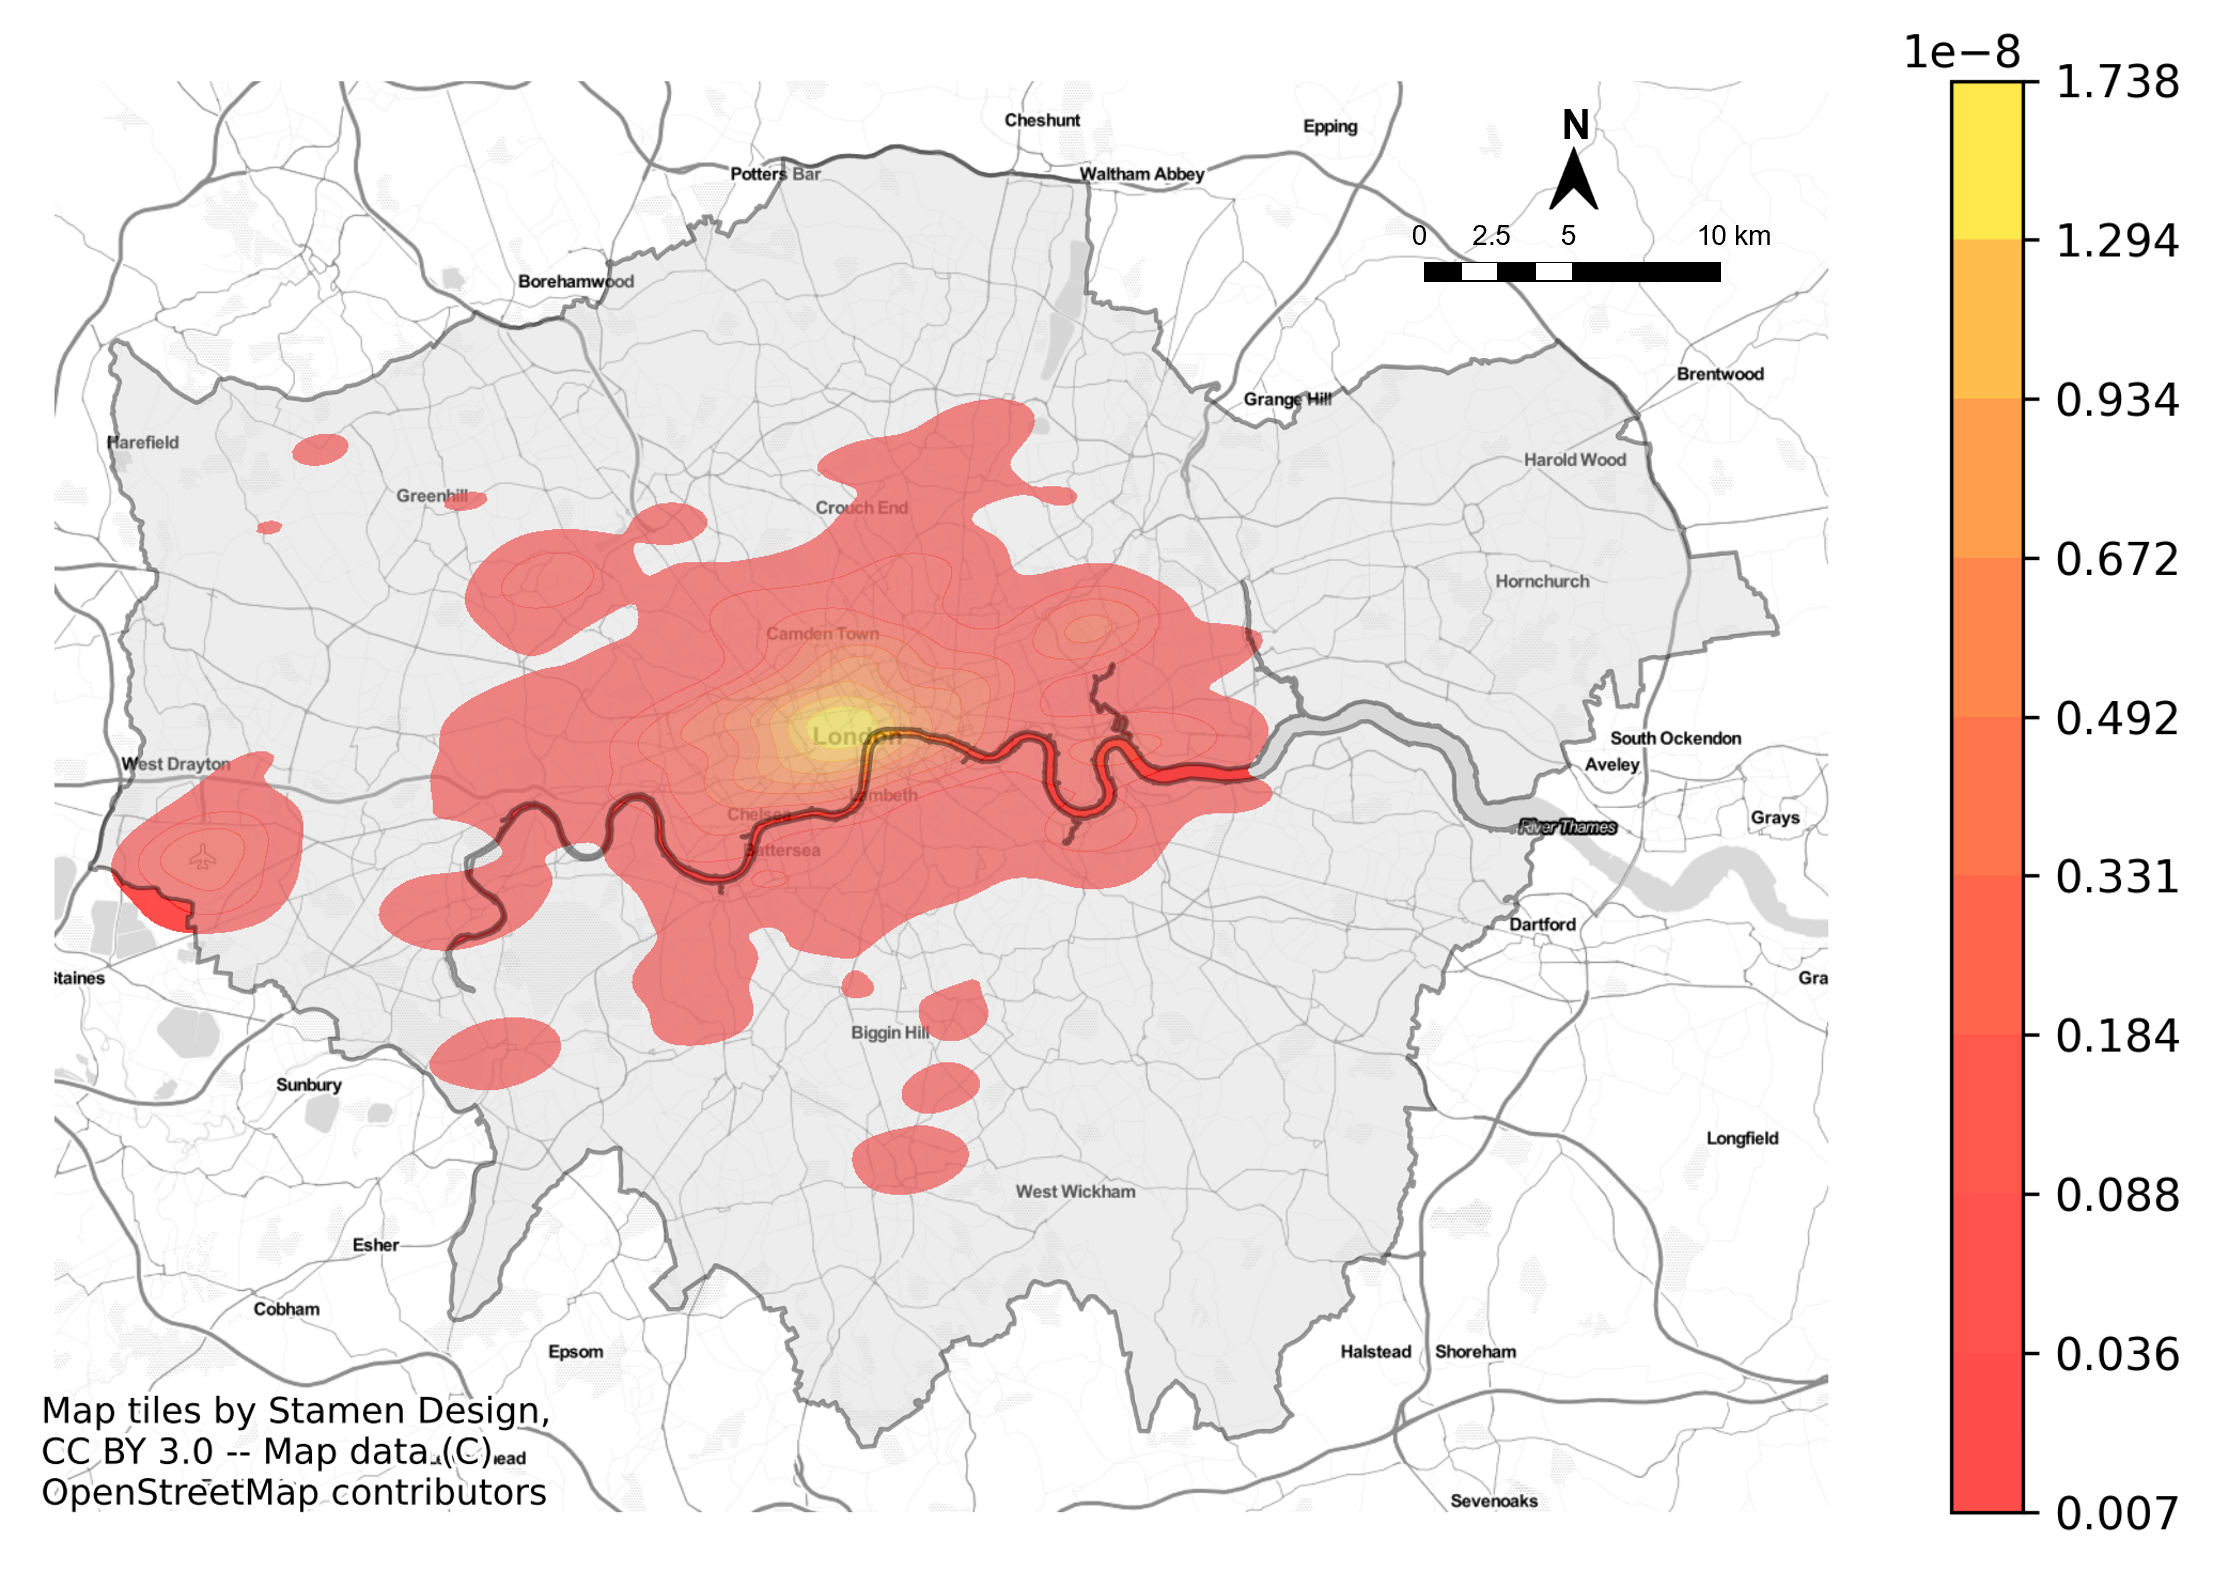 1e−8
1.738
1.294
0.934
0.672
0.492
0.331
0.184
0.088
0.036
0.007
N
0 2.5 5 10 km
Cheshunt
Epping
Potters Bar
Waltham Abbey
Borehamwood
Brentwood
Grange Hill
Harefield
Harold Wood
Greenhill
Crouch End
Hornchurch
Camden Town
London
South Ockendon
West Drayton
Aveley
Lambeth
Chelsea
Grays
River Thames
Battersea
Dartford
Staines
Gra
Biggin Hill
Sunbury
Longfield
West Wickham
Esher
Cobham
Epsom
Halstead
Shoreham
Map tiles by Stamen Design,
CC BY 3.0 -- Map data (C)
OpenStreetMap contributors
Sevenoaks